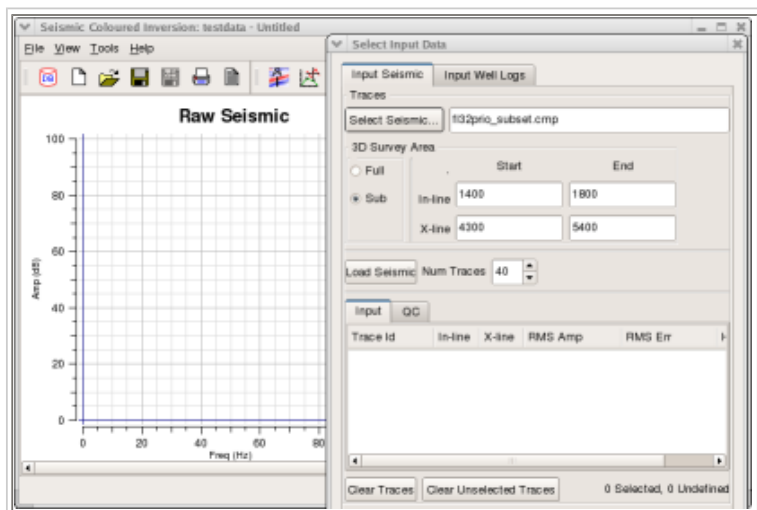 Seismic Coloured Inversion: testdata - Untitled
File View Tools Help
Raw Seismic
100
80
60
40
20
0
Amp (dB)
0 20 40 60 80
Freq (Hz)
Select Input Data
Input Seismic Input Well Logs
Traces
Select Seismic...
3D Survey Area
Full
Sub
Start End
In-line 1400 1800
X-line 4300 5400
Load Seismic Num Traces 40
Input QC
Trace Id In-line X-line RMS Amp RMS Err
Clear Traces Clear Unselected Traces 0 Selected, 0 Undefined